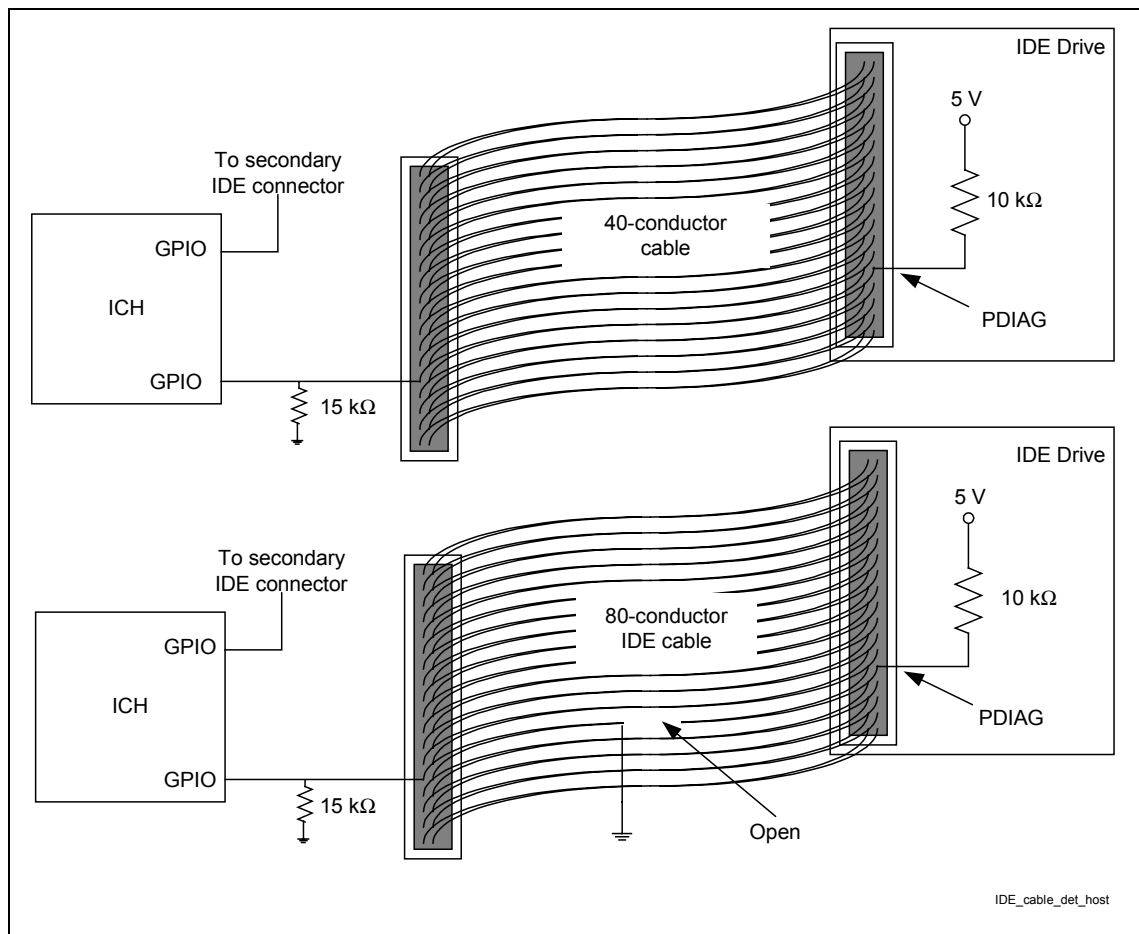 IDE Drive
5 V
To secondary
IDE connector
10 kΩ
40-conductor
cable
GPIO
ICH
PDIAG
GPIO
15 kΩ
IDE Drive
5 V
To secondary
IDE connector
10 kΩ
80-conductor
IDE cable
GPIO
ICH
PDIAG
GPIO
15 kΩ
Open
IDE_cable_det_host